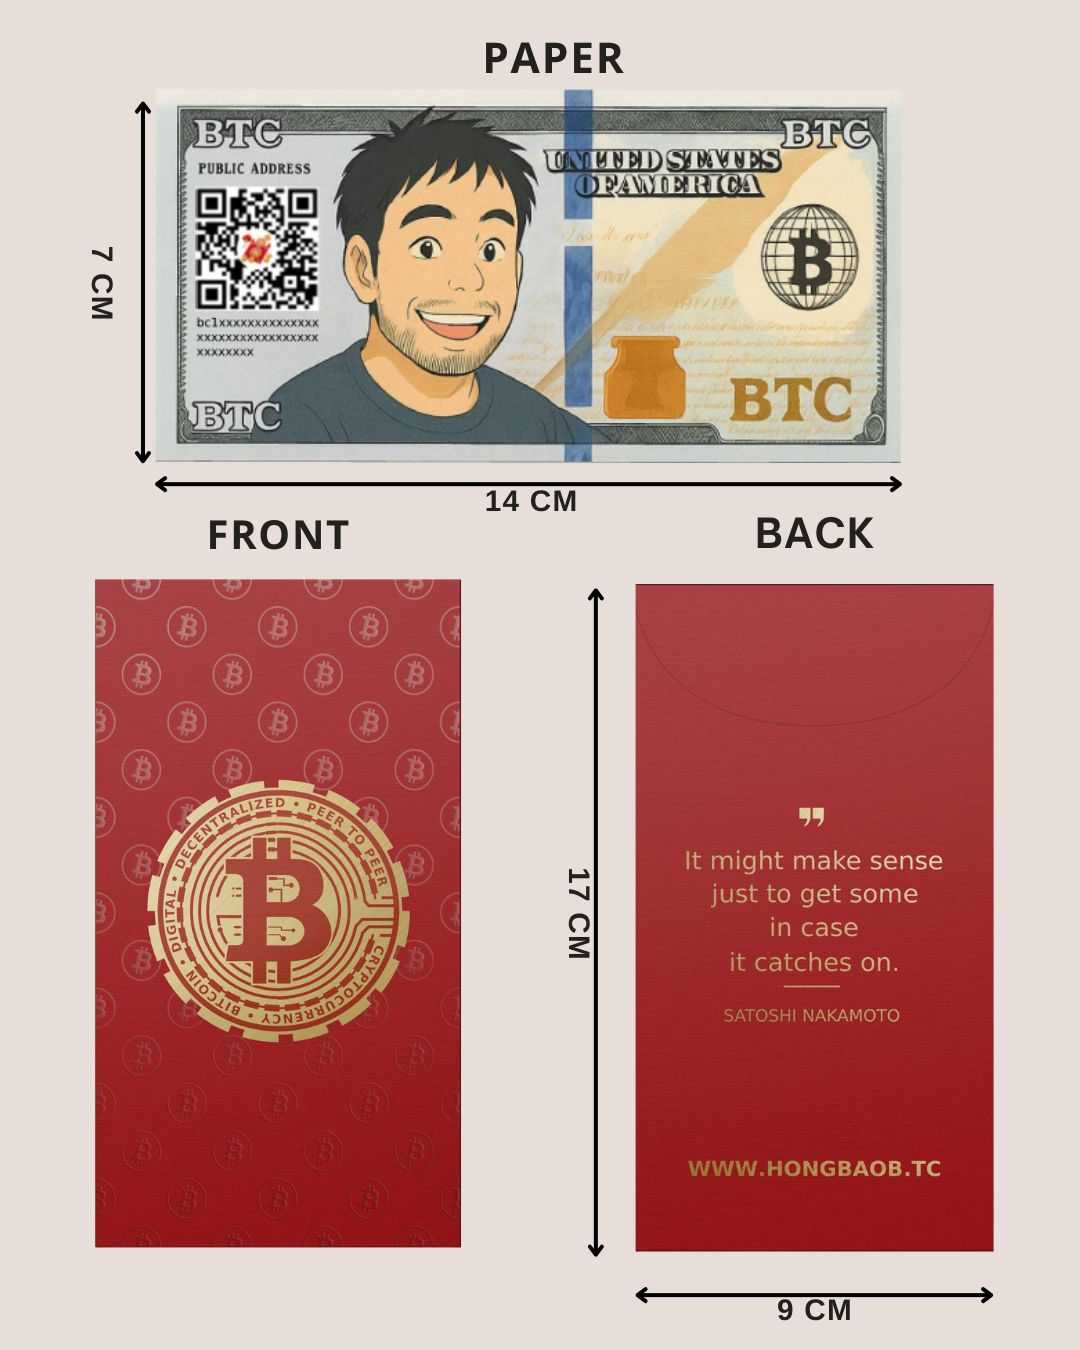 PAPER
7 CM
BTC
PUBLIC ADDRESS
bc1xxxxxxxxxxxxxx
xxxxxxxxxxxxxxxxx
xxxxxxxx
BTC
UNITED STATES
OF AMERICA
BTC
BTC
14 CM
FRONT
BITCOIN • DIGITAL • DECENTRALIZED • PEER TO PEER
CRYPTOCURRENCY •
BACK
17 CM
It might make sense
just to get some
in case
it catches on.
SATOSHI NAKAMOTO
WWW.HONGBAOB.TC
9 CM